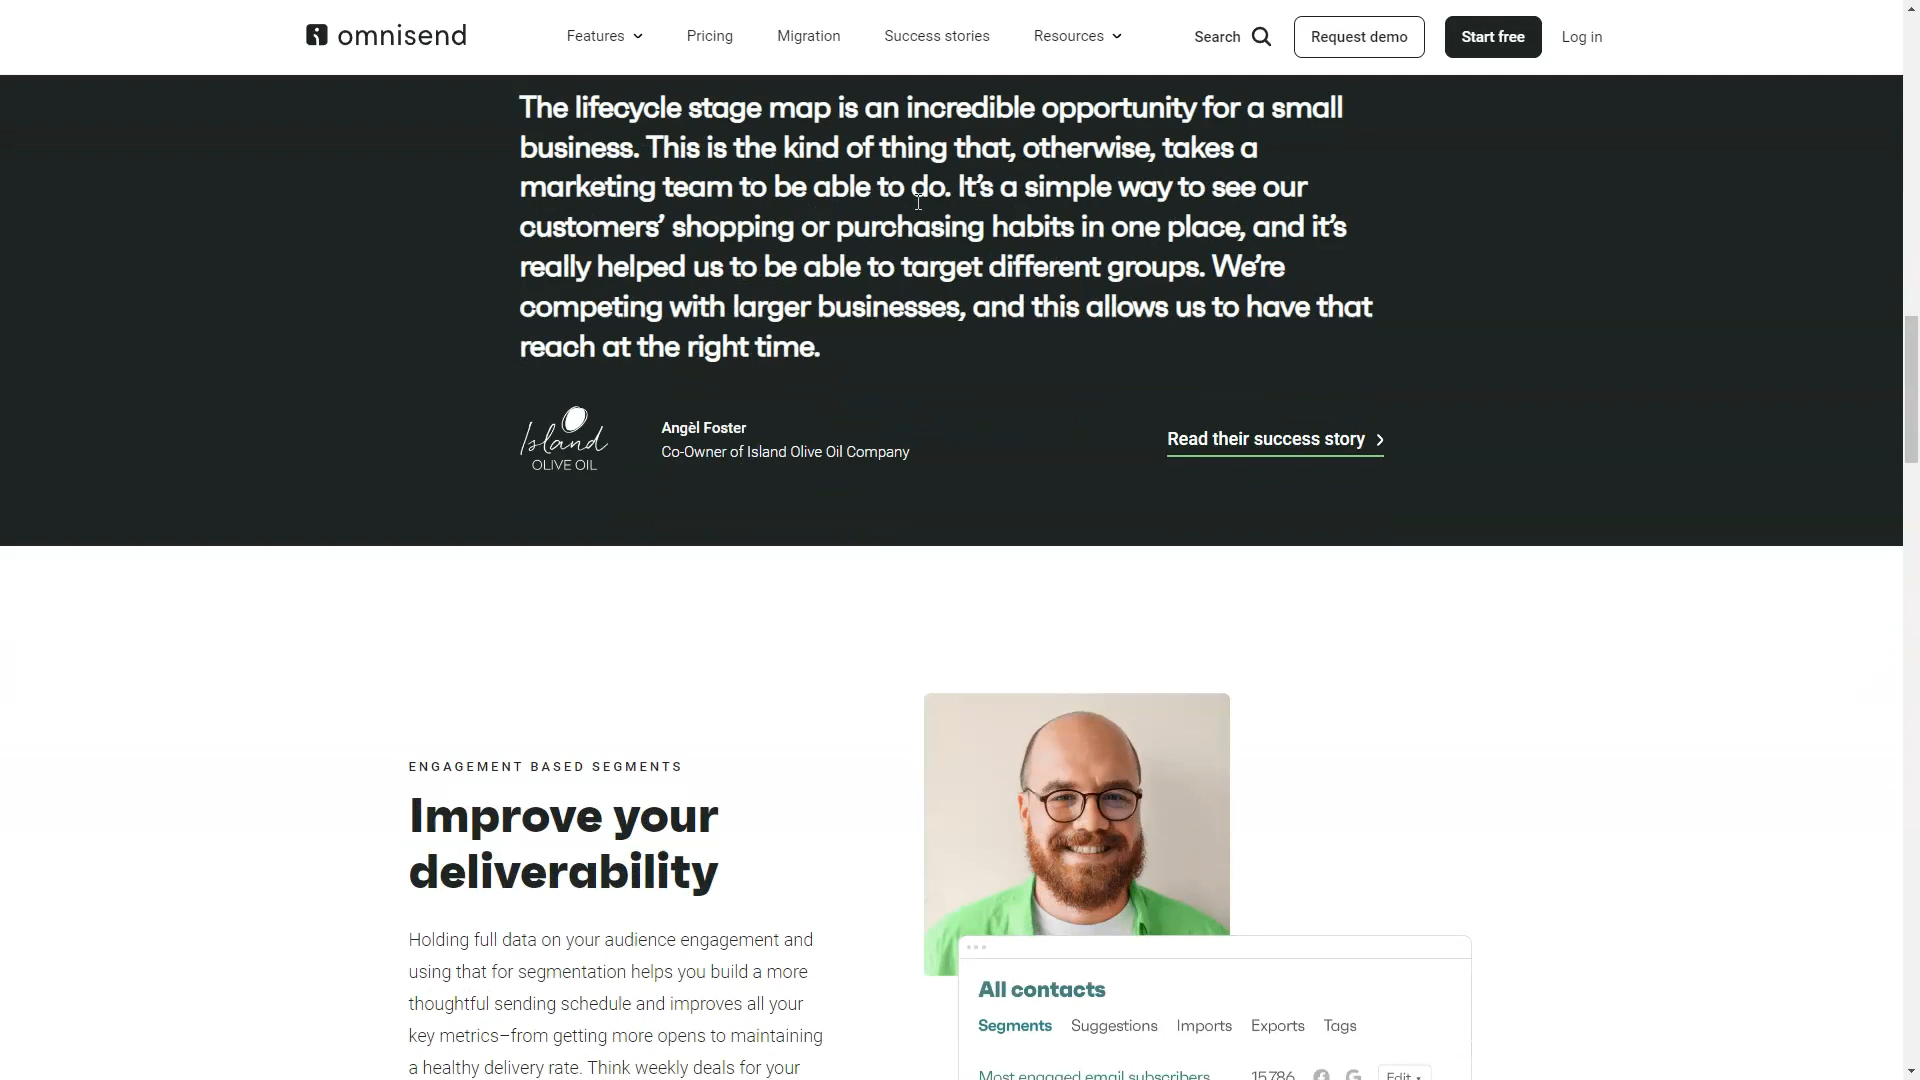 omnisend
Features
Pricing
Migration
Success stories
Resources
Search
Request demo
Start free
Log in
The lifecycle stage map is an incredible opportunity for a small
business. This is the kind of thing that, otherwise, takes a
marketing team to be able to do. It’s a simple way to see our
customers’ shopping or purchasing habits in one place, and it’s
really helped us to be able to target different groups. We’re
competing with larger businesses, and this allows us to have that
reach at the right time.
Island
OLIVE OIL
Angèl Foster
Co-Owner of Island Olive Oil Company
Read their success story
ENGAGEMENT BASED SEGMENTS
Improve your
deliverability
Holding full data on your audience engagement and
using that for segmentation helps you build a more
thoughtful sending schedule and improves all your
key metrics–from getting more opens to maintaining
a healthy delivery rate. Think weekly deals for your
All contacts
Segments Suggestions Imports Exports Tags
Most engaged email subscribers 15786 Edit